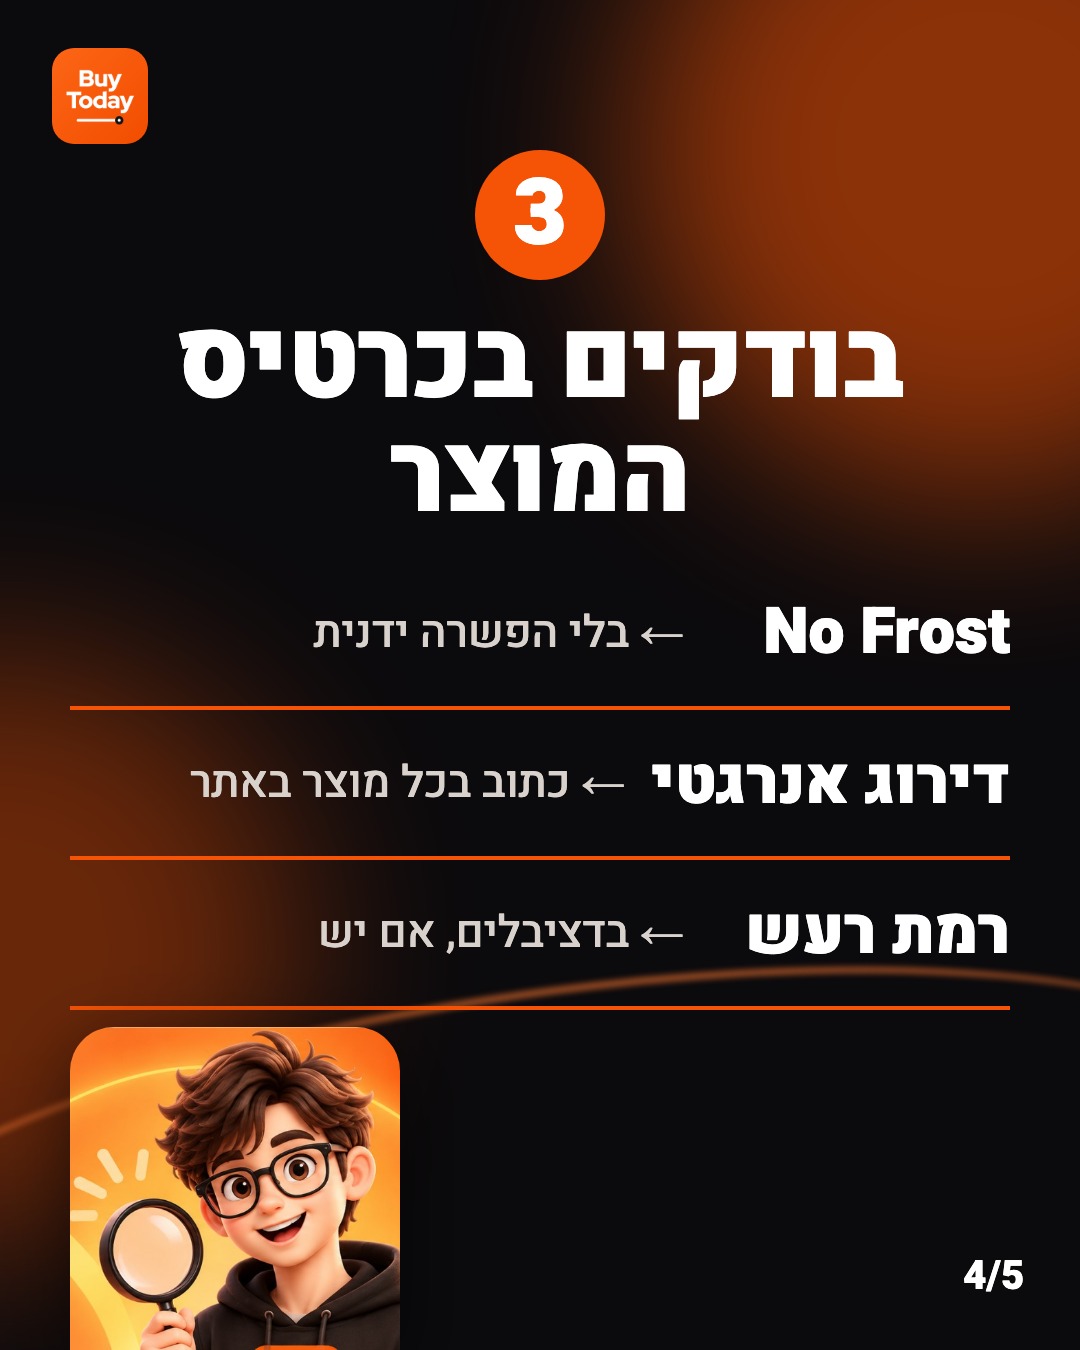 Buy
Today
3
בודקים בכרטיס
המוצר
No Frost ← בלי הפשרה ידנית
דירוג אנרגטי ← כתוב בכל מוצר באתר
רמת רעש ← בדציבלים, אם יש
4/5